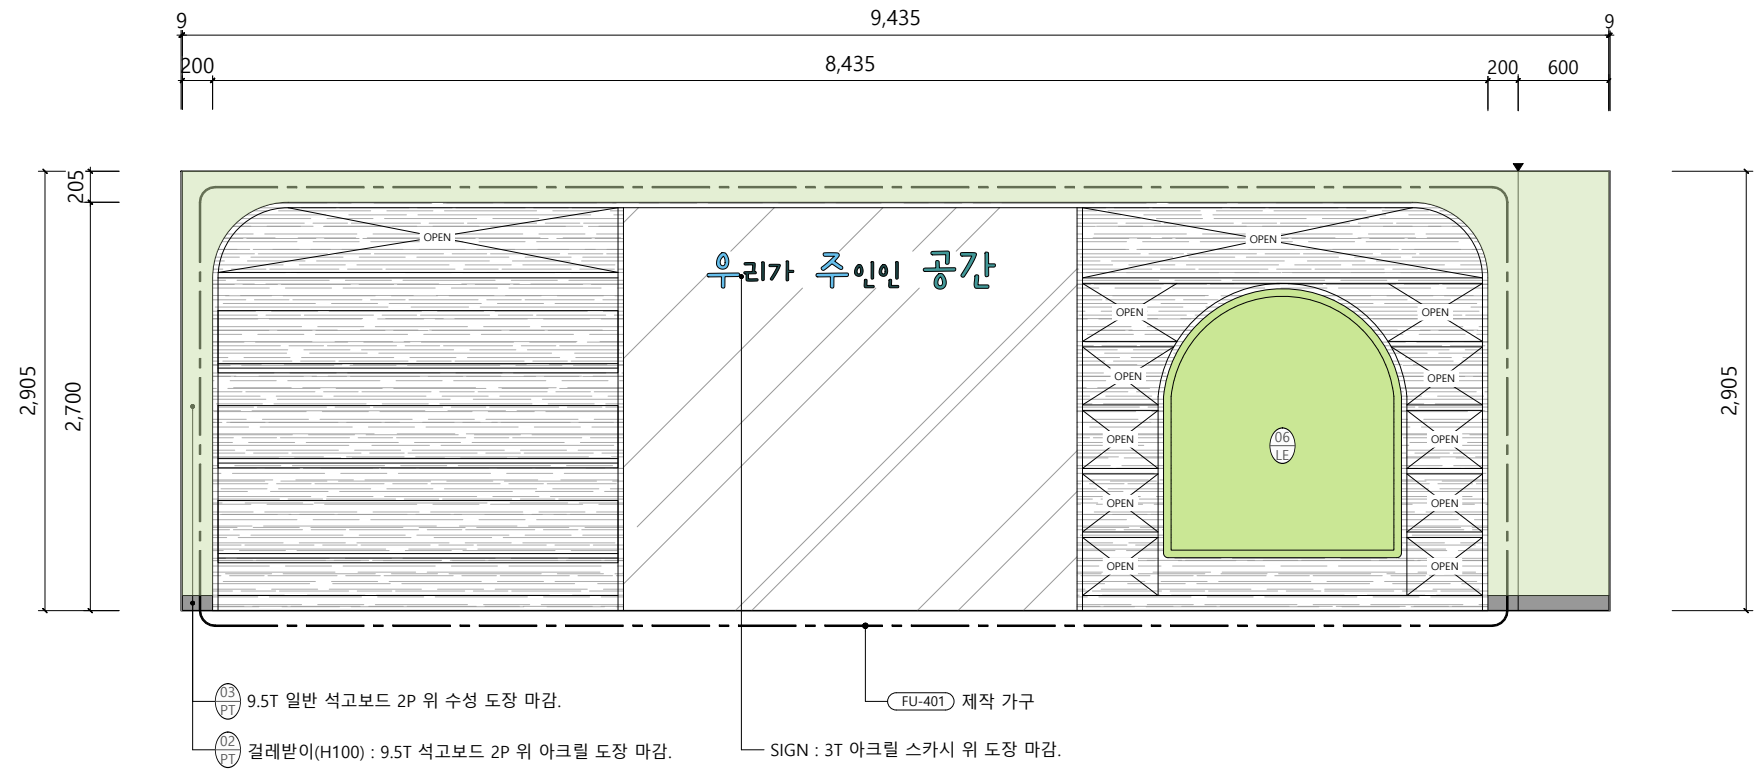 9
9,435
9
200
8,435
200
600
205
2,905
2,700
2,905
OPEN
OPEN
우리가 주인인 공간
OPEN
OPEN
OPEN
OPEN
06
LE
OPEN
OPEN
OPEN
OPEN
OPEN
OPEN
03
PT
9.5T 일반 석고보드 2P 위 수성 도장 마감.
FU-401 제작 가구
02
PT
걸레받이(H100) : 9.5T 석고보드 2P 위 아크릴 도장 마감.
SIGN : 3T 아크릴 스카시 위 도장 마감.